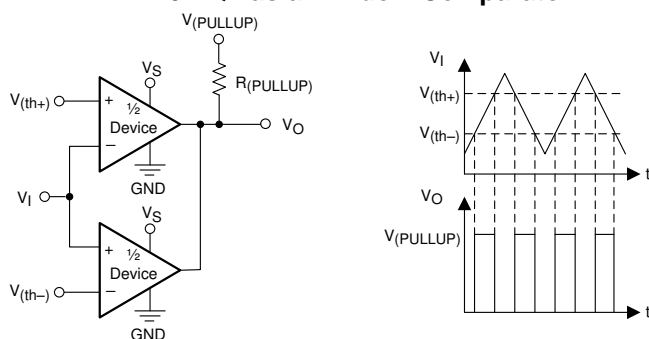 V(PULLUP)
R(PULLUP)
VS
V(th+)
+
½
Device
−
VO
GND
VI
VS
+
½
Device
V(th−)
−
GND
VI
V(th+)
V(th−)
t
VO
V(PULLUP)
t